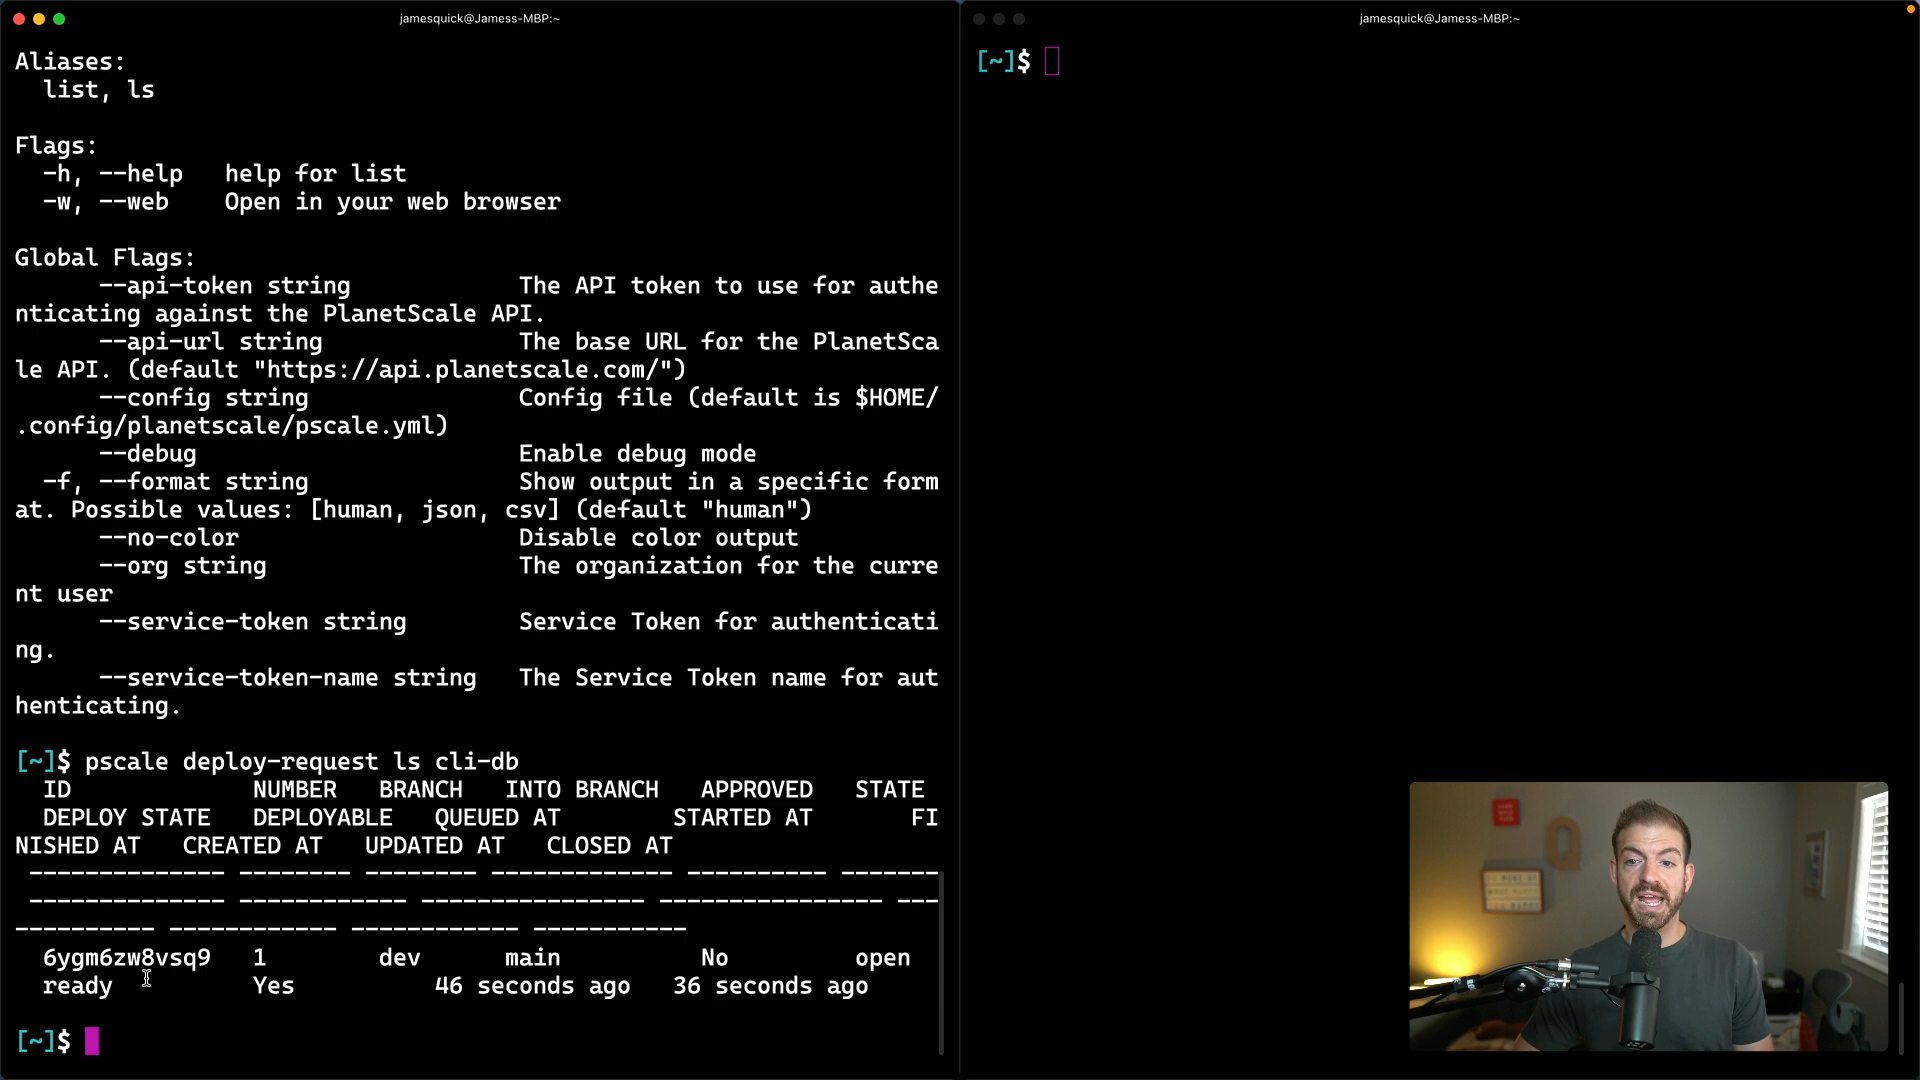 jamesquick@Jamess-MBP:~
Aliases:
list, ls
Flags:
-h, --help help for list
-w, --web Open in your web browser
Global Flags:
--api-token string The API token to use for authe
nticating against the PlanetScale API.
--api-url string The base URL for the PlanetSca
le API. (default "https://api.planetscale.com/")
--config string Config file (default is $HOME/
.config/planetscale/pscale.yml)
--debug Enable debug mode
-f, --format string Show output in a specific form
at. Possible values: [human, json, csv] (default "human")
--no-color Disable color output
--org string The organization for the curre
nt user
--service-token string Service Token for authenticati
ng.
--service-token-name string The Service Token name for aut
henticating.
[~]$ pscale deploy-request ls cli-db
ID NUMBER BRANCH INTO BRANCH APPROVED STATE
DEPLOY STATE DEPLOYABLE QUEUED AT STARTED AT FI
NISHED AT CREATED AT UPDATED AT CLOSED AT
-------------- -------- -------- ------------- ---------- -------
-------------- ------------ ---------------- ---------------- ---
---------- ------------ ------------ -----------
6ygm6zw8vsq9 1 dev main No open
ready Yes 46 seconds ago 36 seconds ago
[~]$
jamesquick@Jamess-MBP:~
[~]$